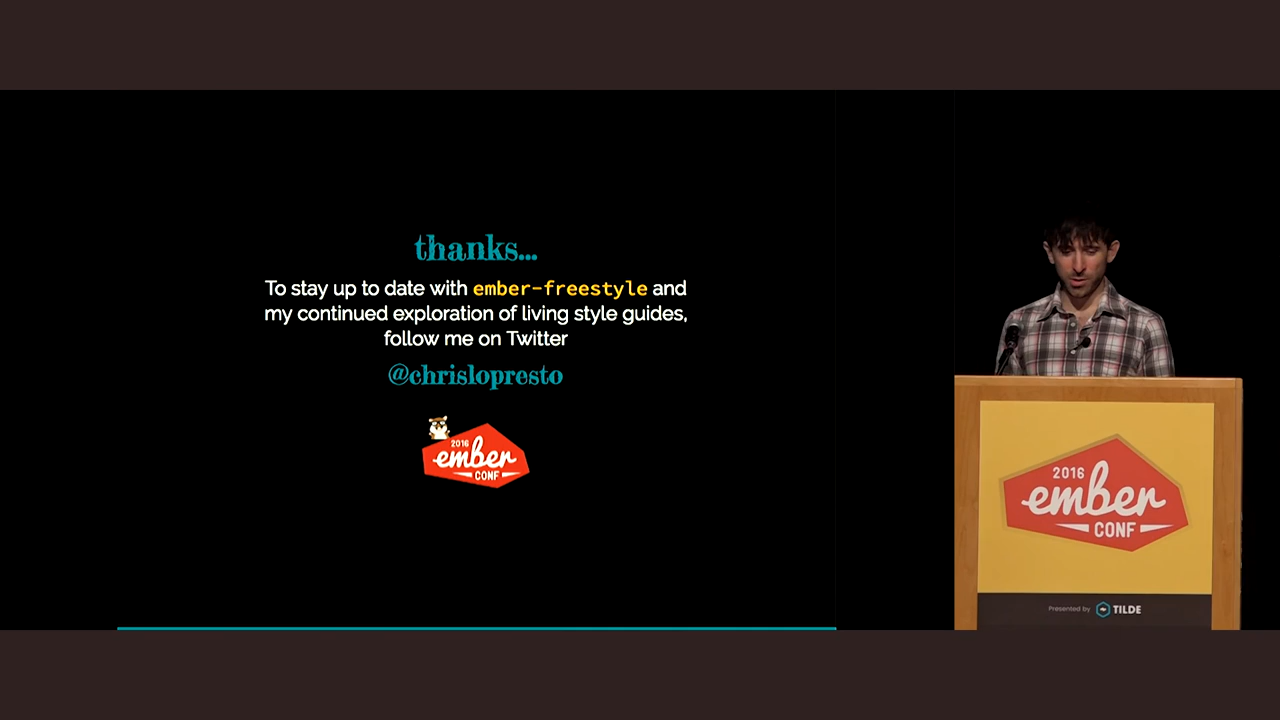 thanks...
To stay up to date with ember-freestyle and
my continued exploration of living style guides,
follow me on Twitter
@chrislopresto
2016
ember
CONF
2016
ember
CONF
Presented by TILDE